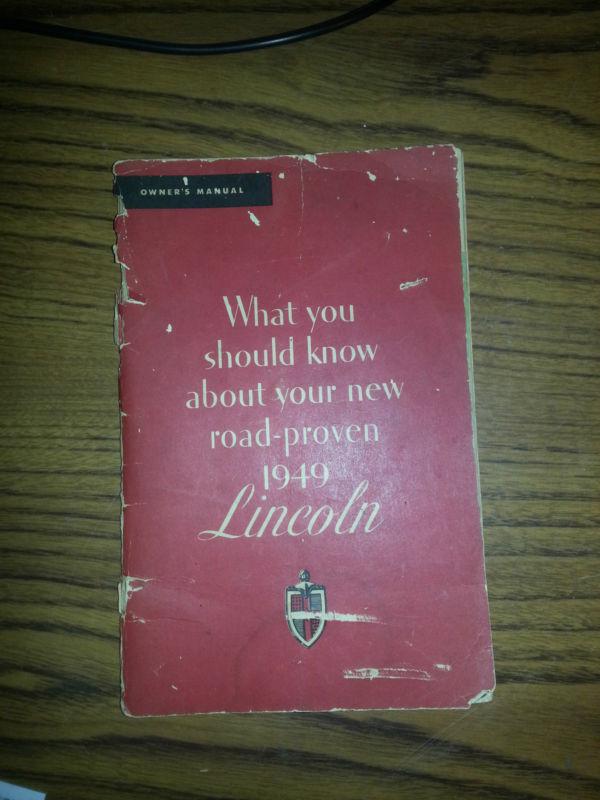 OWNER'S MANUAL
What you
should know
about your new
road-proven
1949
Lincoln